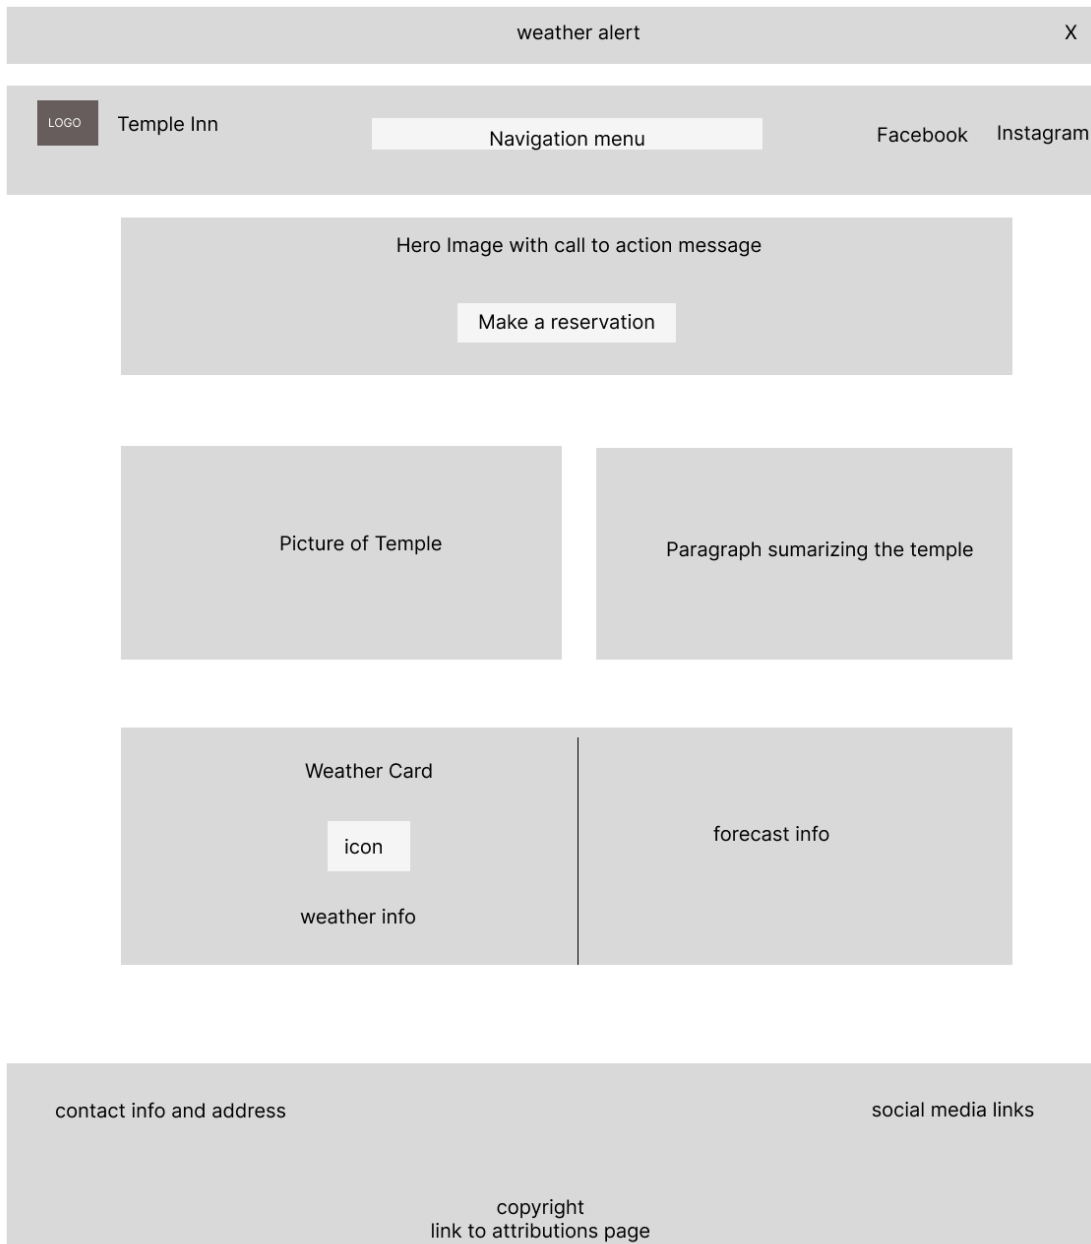 weather alert
X
LOGO
Temple Inn
Navigation menu
Facebook
Instagram
Hero Image with call to action message
Make a reservation
Picture of Temple
Paragraph sumarizing the temple
Weather Card
icon
weather info
forecast info
contact info and address
social media links
copyright
link to attributions page